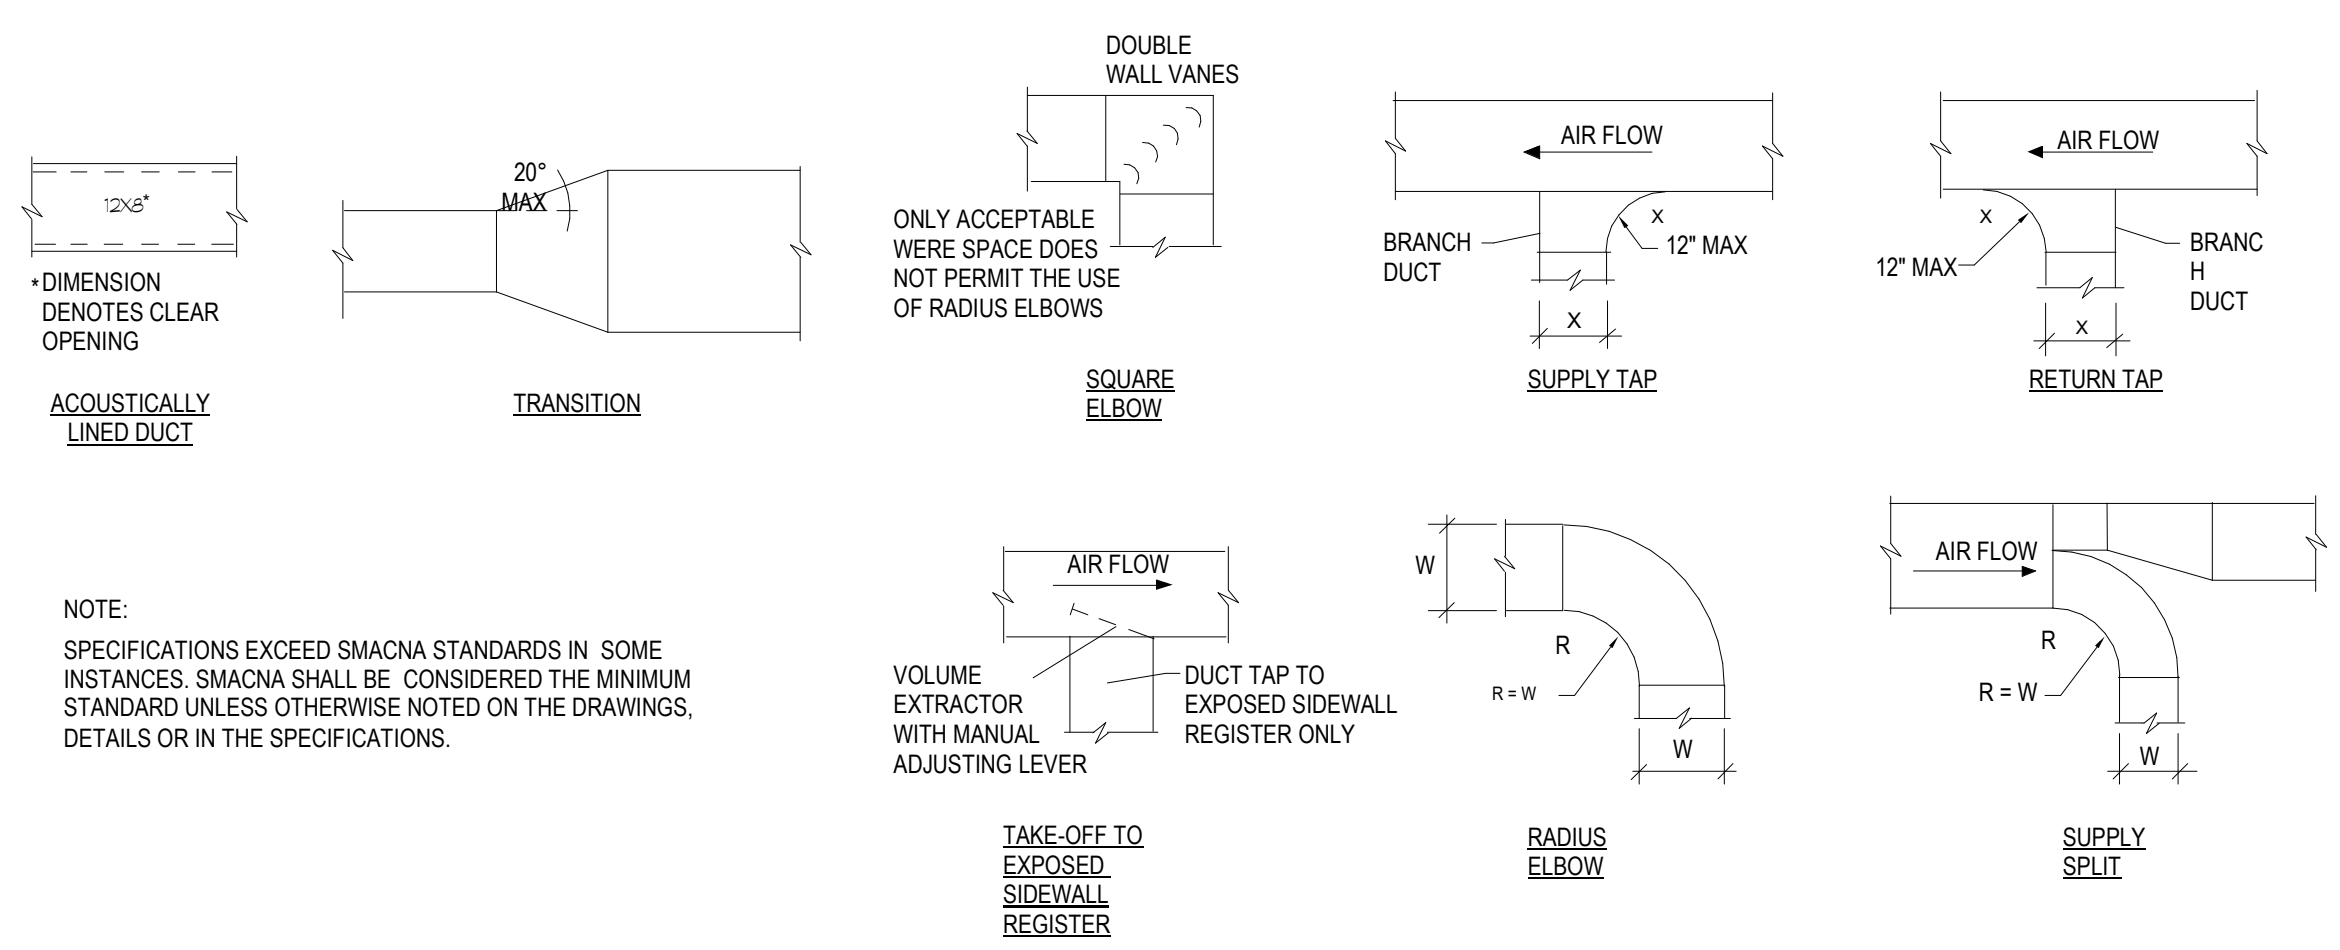 12X8*
*DIMENSION
DENOTES CLEAR
OPENING
ACOUSTICALLY
LINED DUCT
20°
MAX
TRANSITION
DOUBLE
WALL VANES
ONLY ACCEPTABLE
WERE SPACE DOES
NOT PERMIT THE USE
OF RADIUS ELBOWS
SQUARE
ELBOW
AIR FLOW
X
BRANCH
DUCT
12" MAX
X
SUPPLY TAP
AIR FLOW
X
12" MAX
BRANC
H
DUCT
X
RETURN TAP
NOTE:
SPECIFICATIONS EXCEED SMACNA STANDARDS IN SOME
INSTANCES. SMACNA SHALL BE CONSIDERED THE MINIMUM
STANDARD UNLESS OTHERWISE NOTED ON THE DRAWINGS,
DETAILS OR IN THE SPECIFICATIONS.
AIR FLOW
VOLUME
EXTRACTOR
WITH MANUAL
ADJUSTING LEVER
DUCT TAP TO
EXPOSED SIDEWALL
REGISTER ONLY
TAKE-OFF TO
EXPOSED
SIDEWALL
REGISTER
W
R
R = W
W
RADIUS
ELBOW
AIR FLOW
R
R = W
W
SUPPLY
SPLIT